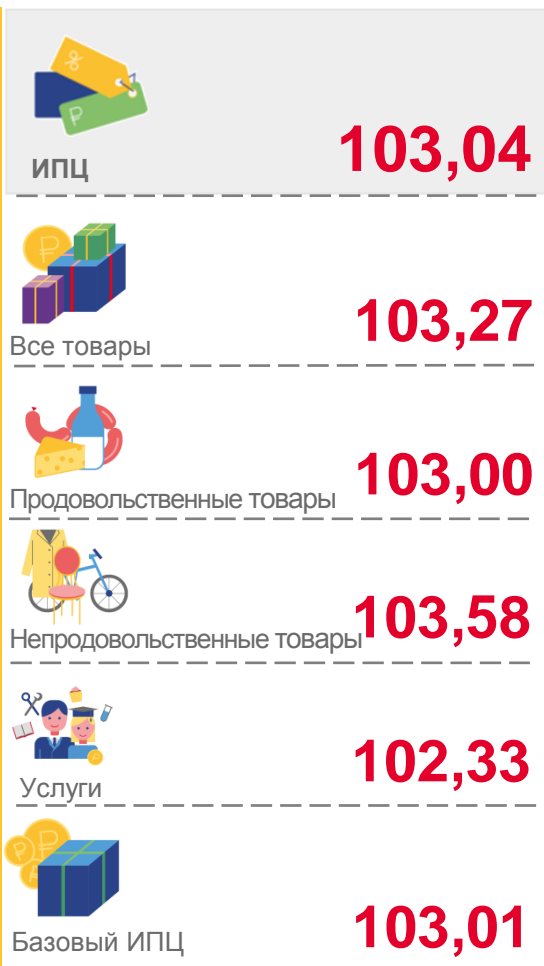 ИПЦ
103,04
Все товары
103,27
Продовольственные товары
103,00
Непродовольственные товары
103,58
Услуги
102,33
Базовый ИПЦ
103,01